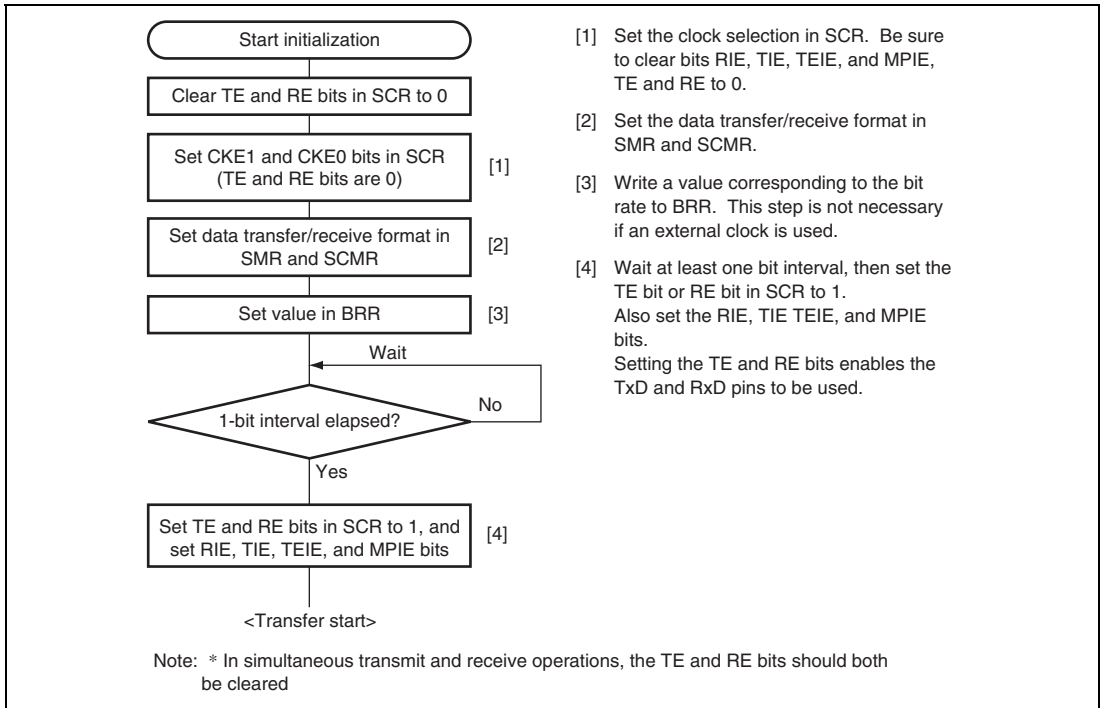 Start initialization
Clear TE and RE bits in SCR to 0
Set CKE1 and CKE0 bits in SCR
(TE and RE bits are 0)
[1]
Set data transfer/receive format in
SMR and SCMR
[2]
Set value in BRR
[3]
Wait
1-bit interval elapsed?
No
Yes
Set TE and RE bits in SCR to 1, and
set RIE, TIE, TEIE, and MPIE bits
[4]
<Transfer start>
[1] Set the clock selection in SCR. Be sure
to clear bits RIE, TIE, TEIE, and MPIE,
TE and RE to 0.
[2] Set the data transfer/receive format in
SMR and SCMR.
[3] Write a value corresponding to the bit
rate to BRR. This step is not necessary
if an external clock is used.
[4] Wait at least one bit interval, then set the
TE bit or RE bit in SCR to 1.
Also set the RIE, TIE TEIE, and MPIE
bits.
Setting the TE and RE bits enables the
TxD and RxD pins to be used.
Note: * In simultaneous transmit and receive operations, the TE and RE bits should both
be cleared